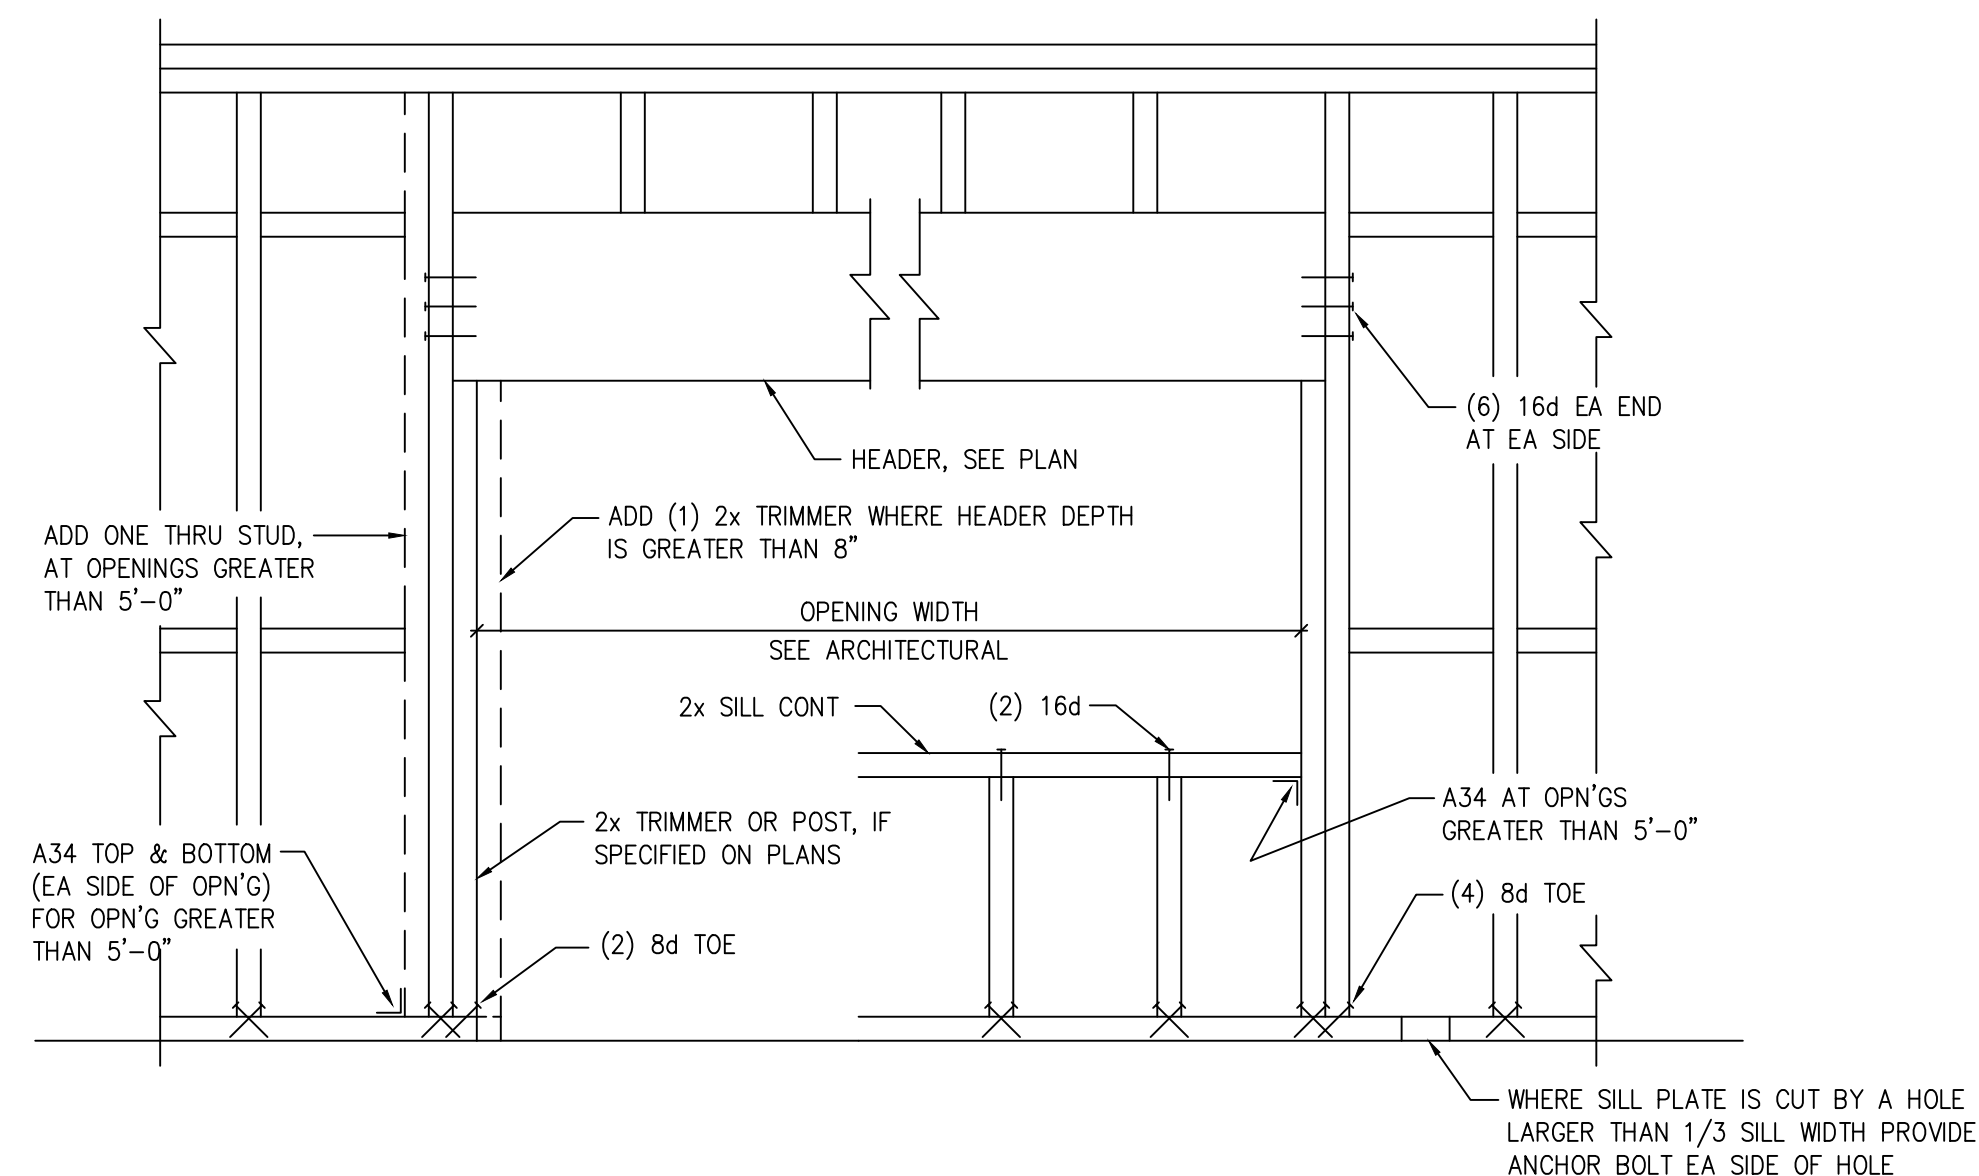 (6) 16d EA END
AT EA SIDE
HEADER, SEE PLAN
ADD (1) 2x TRIMMER WHERE HEADER DEPTH
IS GREATER THAN 8”
ADD ONE THRU STUD,
AT OPENINGS GREATER
THAN 5’-0”
OPENING WIDTH
SEE ARCHITECTURAL
2x SILL CONT
(2) 16d
A34 AT OPN’GS
GREATER THAN 5’-0”
2x TRIMMER OR POST, IF
SPECIFIED ON PLANS
A34 TOP & BOTTOM
(EA SIDE OF OPN’G)
FOR OPN’G GREATER
THAN 5’-0”
(4) 8d TOE
(2) 8d TOE
WHERE SILL PLATE IS CUT BY A HOLE
LARGER THAN 1/3 SILL WIDTH PROVIDE
ANCHOR BOLT EA SIDE OF HOLE